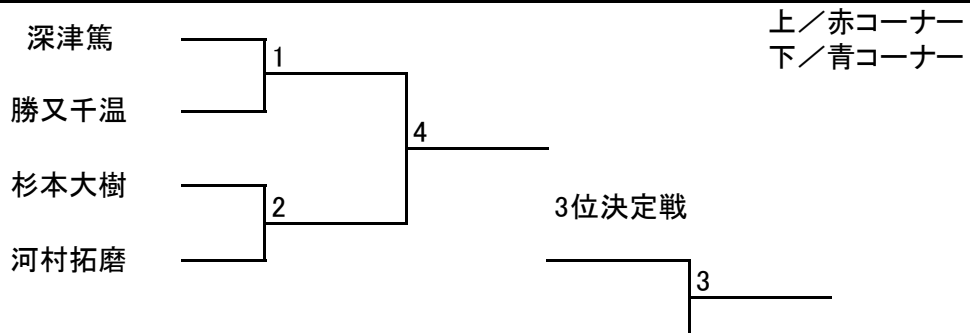 深津篤
上／赤コーナー
下／青コーナー
1
勝又千温
4
杉本大樹
2
3位決定戦
河村拓磨
3